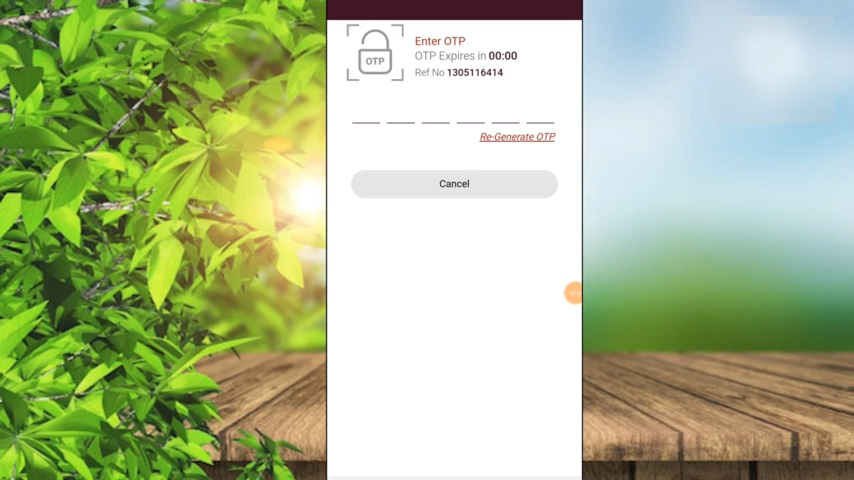 OTP
Enter OTP
OTP Expires in 00:00
Ref No 1305116414
Re-Generate OTP
Cancel